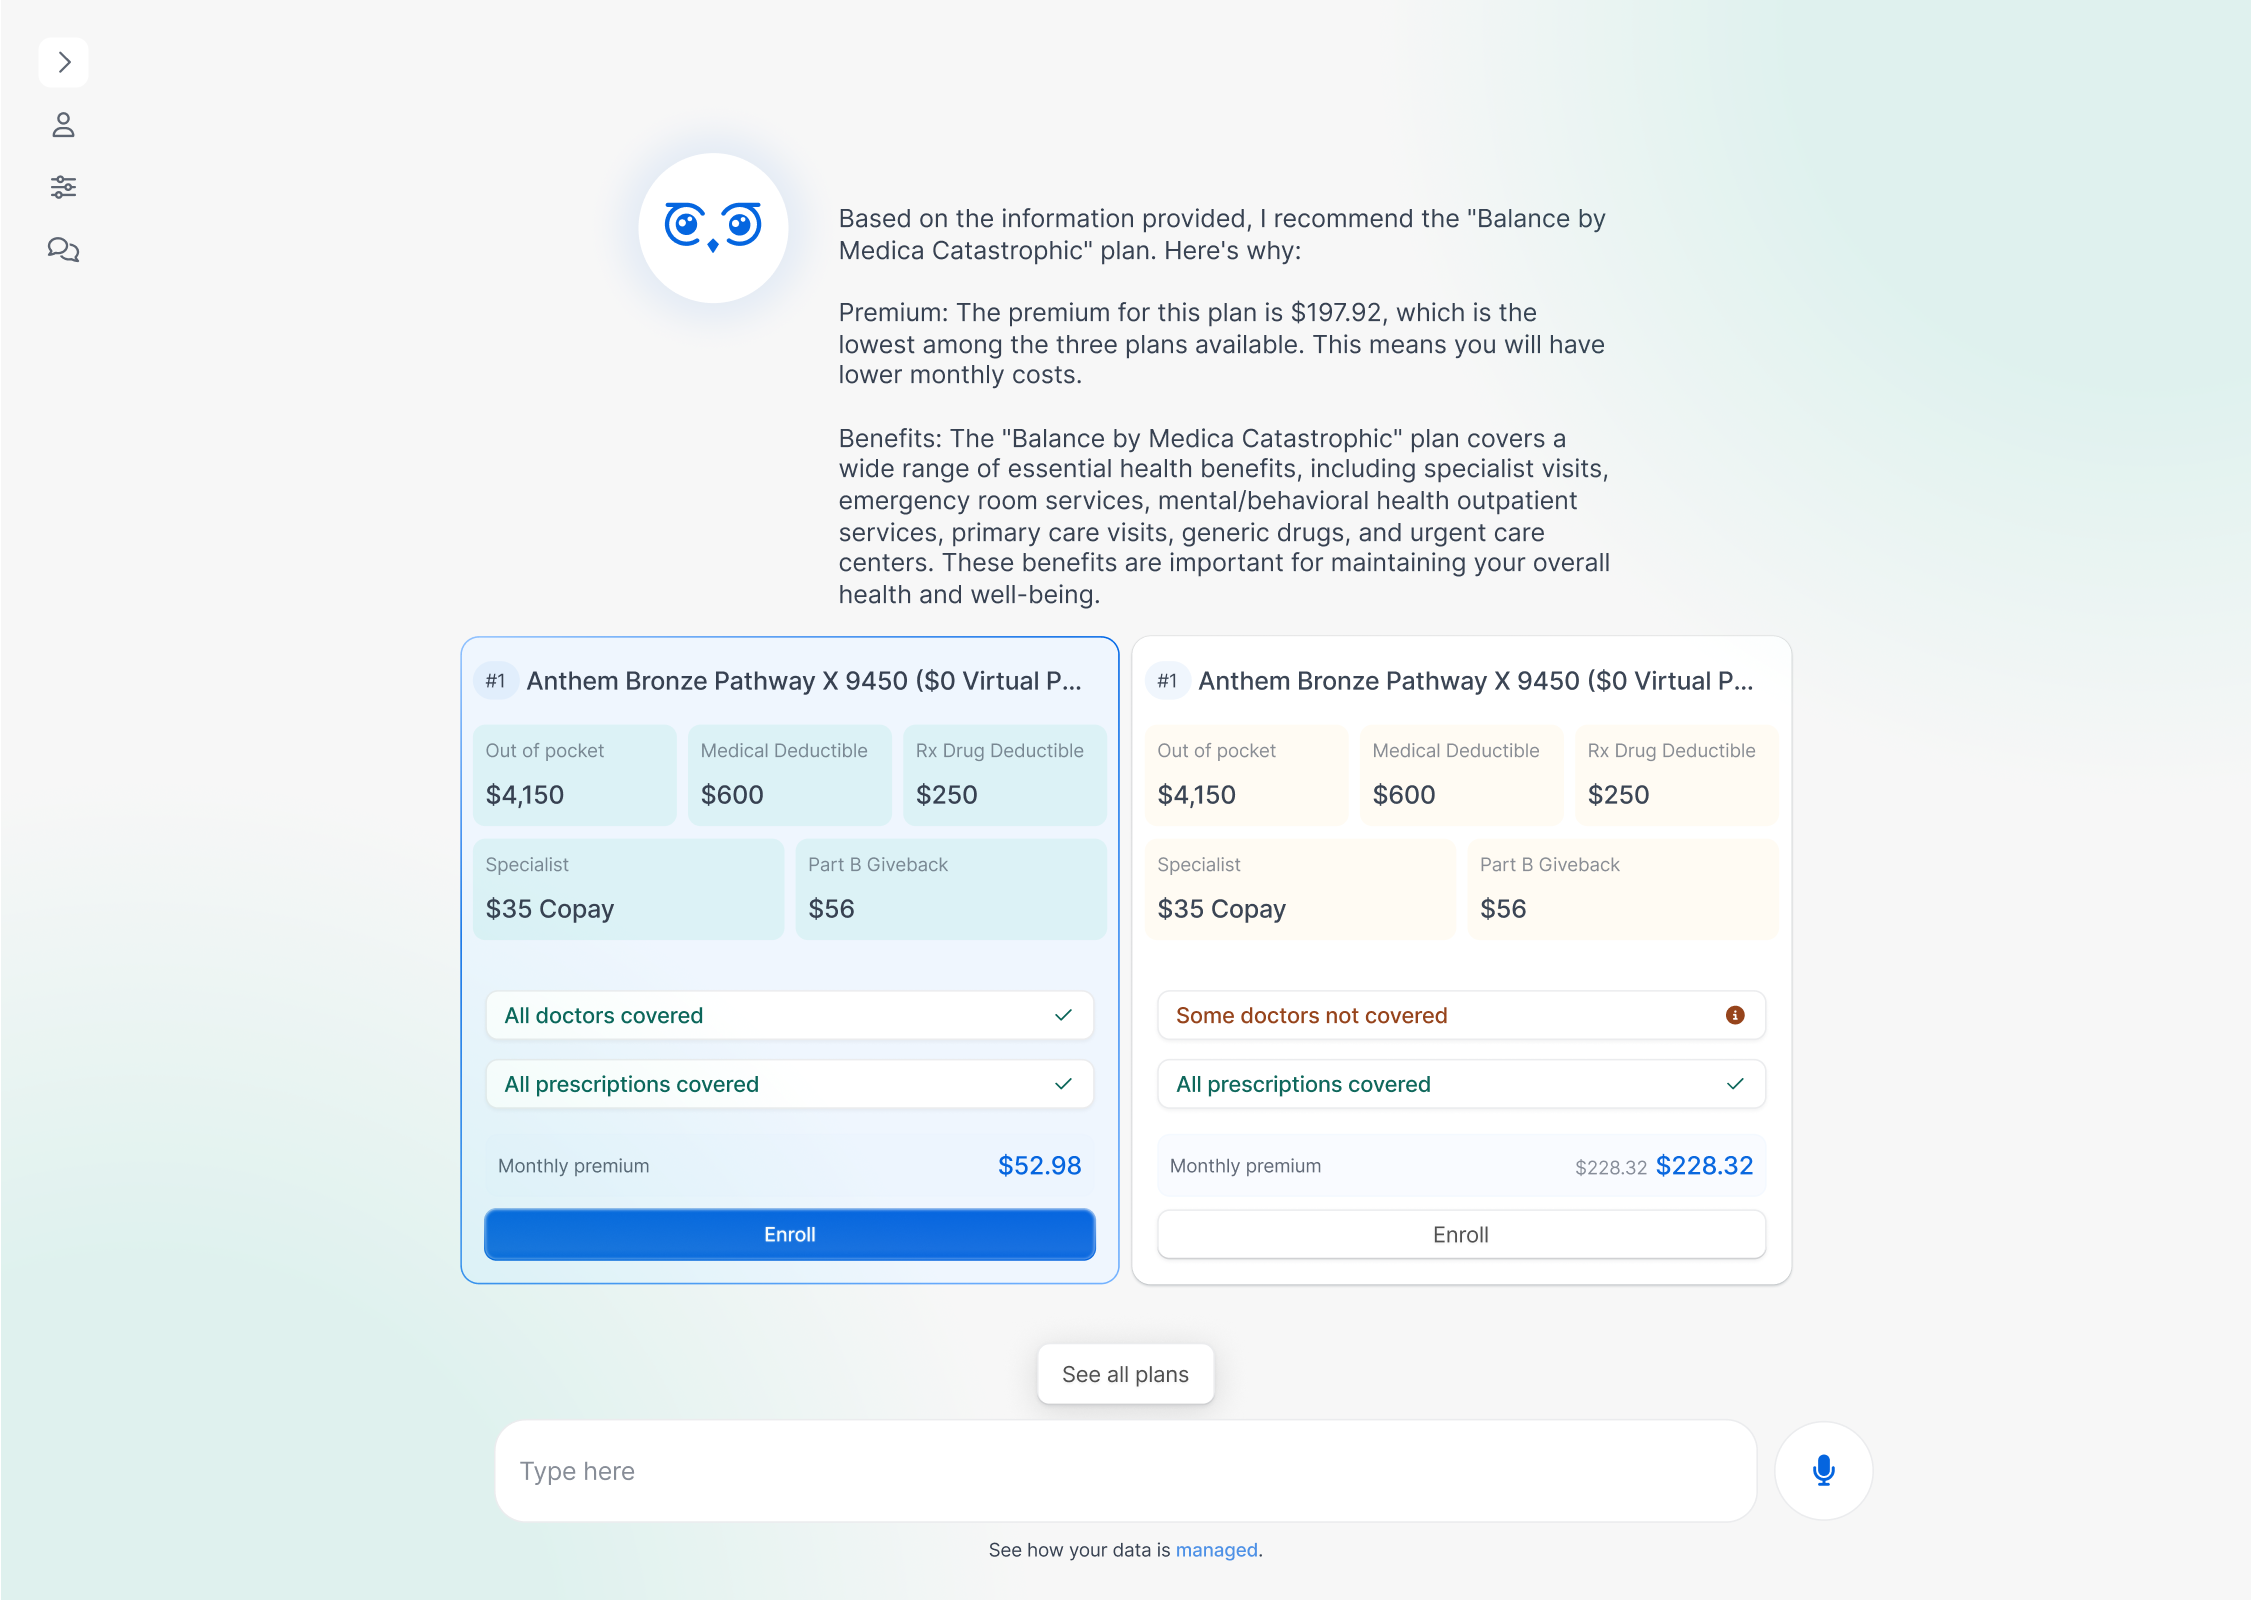 Based on the information provided, I recommend the "Balance by
Medica Catastrophic" plan. Here's why:
Premium: The premium for this plan is $197.92, which is the
lowest among the three plans available. This means you will have
lower monthly costs.
Benefits: The "Balance by Medica Catastrophic" plan covers a
wide range of essential health benefits, including specialist visits,
emergency room services, mental/behavioral health outpatient
services, primary care visits, generic drugs, and urgent care
centers. These benefits are important for maintaining your overall
health and well-being.
#1 Anthem Bronze Pathway X 9450 ($0 Virtual P...
Out of pocket Medical Deductible Rx Drug Deductible
$4,150 $600 $250
Specialist Part B Giveback
$35 Copay $56
All doctors covered
All prescriptions covered
Monthly premium $52.98
Enroll
#1 Anthem Bronze Pathway X 9450 ($0 Virtual P...
Out of pocket Medical Deductible Rx Drug Deductible
$4,150 $600 $250
Specialist Part B Giveback
$35 Copay $56
Some doctors not covered
All prescriptions covered
Monthly premium $228.32 $228.32
Enroll
See all plans
Type here
See how your data is managed.